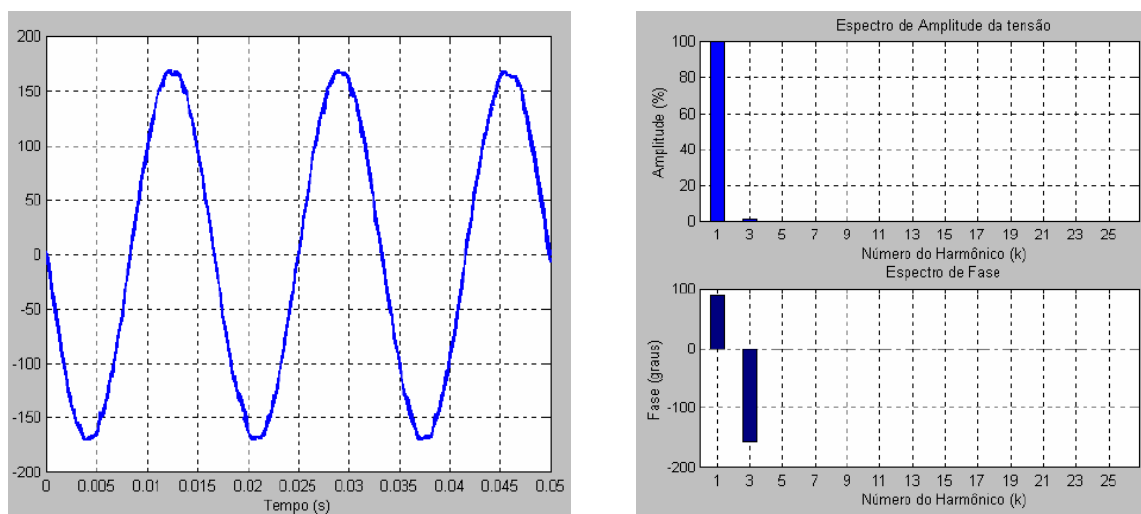 200
150
100
50
0
-50
-100
-150
-200
0 0.005 0.01 0.015 0.02 0.025 0.03 0.035 0.04 0.045 0.05
Tempo (s)
Espectro de Amplitude da tensão
Amplitude (%)
100
80
60
40
20
0
1 3 5 7 9 11 13 15 17 19 21 23 25
Número do Harmônico (k)
Espectro de Fase
Fase (graus)
100
0
-100
-200
1 3 5 7 9 11 13 15 17 19 21 23 25
Número do Harmônico (k)